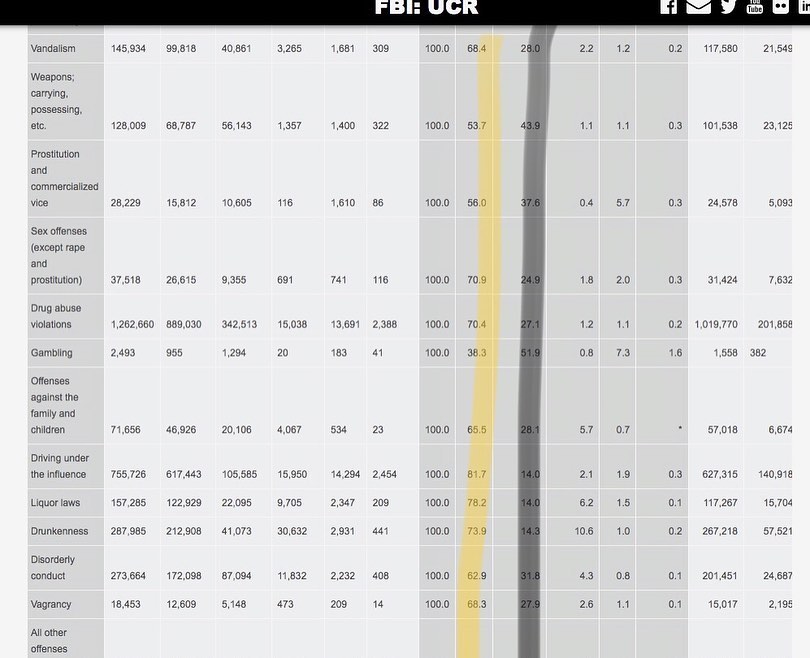 FBI: UCR
You
Tube
Vandalism 145,934 99,818 40,861 3,265 1,681 309 100.0 68.4 28.0 2.2 1.2 0.2 117,580 21,549
Weapons;
carrying,
possessing,
etc. 128,009 68,787 56,143 1,357 1,400 322 100.0 53.7 43.9 1.1 1.1 0.3 101,538 23,125
Prostitution
and
commercialized
vice 28,229 15,812 10,605 116 1,610 86 100.0 56.0 37.6 0.4 5.7 0.3 24,578 5,093
Sex offenses
(except rape
and
prostitution) 37,518 26,615 9,355 691 741 116 100.0 70.9 24.9 1.8 2.0 0.3 31,424 7,632
Drug abuse
violations 1,262,660 889,030 342,513 15,038 13,691 2,388 100.0 70.4 27.1 1.2 1.1 0.2 1,019,770 201,858
Gambling 2,493 955 1,294 20 183 41 100.0 38.3 51.9 0.8 7.3 1.6 1,558 382
Offenses
against the
family and
children 71,656 46,926 20,106 4,067 534 23 100.0 65.5 28.1 5.7 0.7 * 57,018 6,674
Driving under
the influence 755,726 617,443 105,585 15,950 14,294 2,454 100.0 81.7 14.0 2.1 1.9 0.3 627,315 140,918
Liquor laws 157,285 122,929 22,095 9,705 2,347 209 100.0 78.2 14.0 6.2 1.5 0.1 117,267 15,704
Drunkenness 287,985 212,908 41,073 30,632 2,931 441 100.0 73.9 14.3 10.6 1.0 0.2 267,218 57,521
Disorderly
conduct 273,664 172,098 87,094 11,832 2,232 408 100.0 62.9 31.8 4.3 0.8 0.1 201,451 24,687
Vagrancy 18,453 12,609 5,148 473 209 14 100.0 68.3 27.9 2.6 1.1 0.1 15,017 2,195
All other
offenses